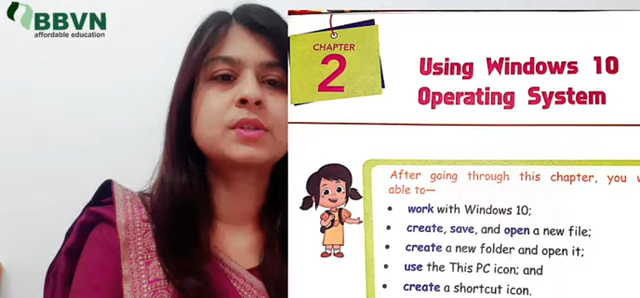 BBVN
affordable education
CHAPTER
2
Using Windows 10
Operating System
After going through this chapter, you
able to—
• work with Windows 10;
• create, save, and open a new file;
• create a new folder and open it;
• use the This PC icon; and
• create a shortcut icon.